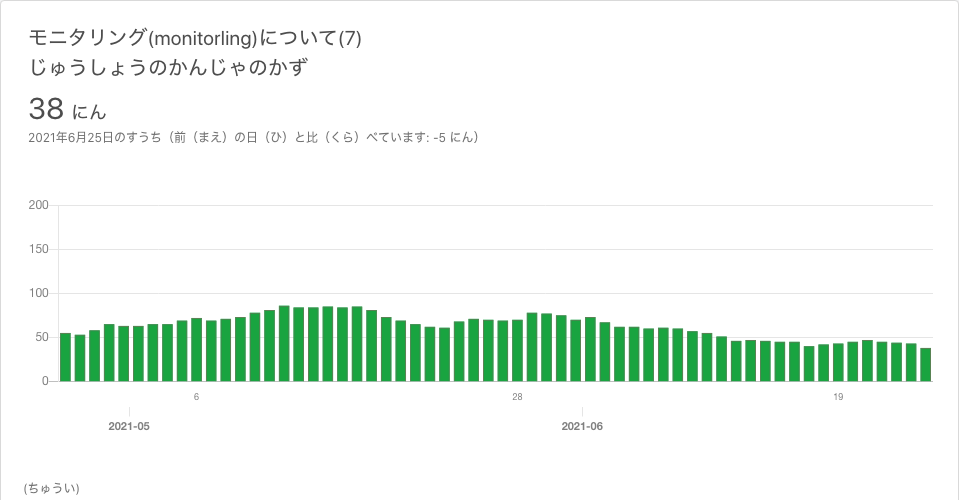 モニタリング(monitorling)について(7)
じゅうしょうのかんじゃのかず
38 にん
2021年6月25日のすうち（前（まえ）の日（ひ）と比（くら）べています: -5 にん）
200
150
100
50
0
6 28 19
2021-05 2021-06
(ちゅうい)